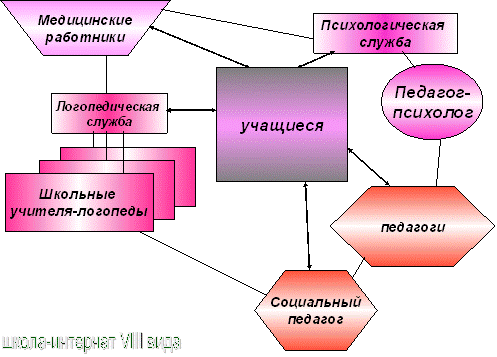 Медицинские
работники
Психологическая
служба
Логопедическая
служба
учащиеся
Педагог-
психолог
Школьные
учителя-логопеды
педагоги
Социальный
педагог
школа-интернат VIII вида